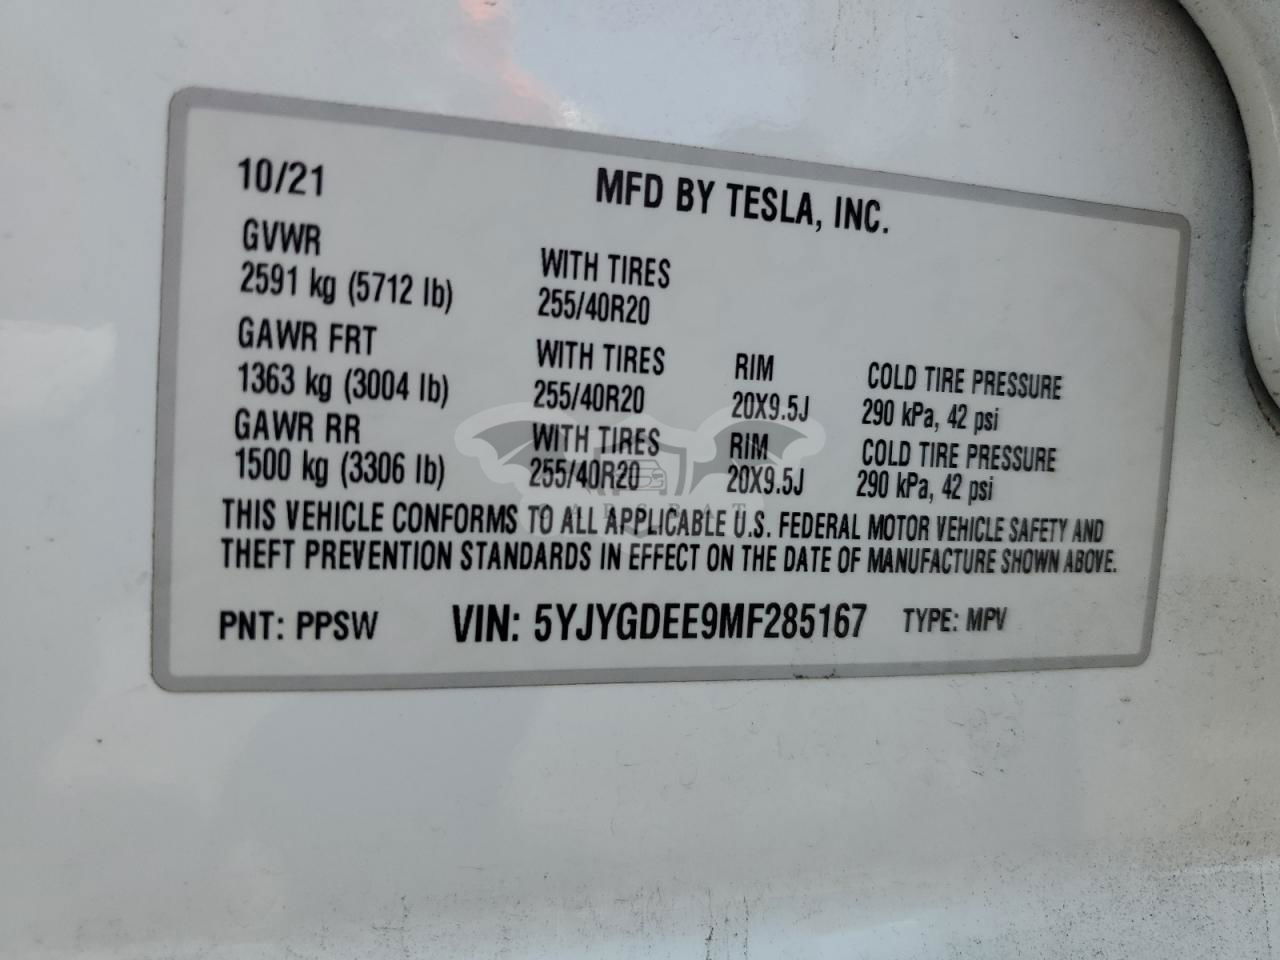 10/21 MFD BY TESLA, INC.
GVWR WITH TIRES
2591 kg (5712 lb) 255/40R20
GAWR FRT WITH TIRES RIM COLD TIRE PRESSURE
1363 kg (3004 lb) 255/40R20 20X9.5J 290 kPa, 42 psi
GAWR RR WITH TIRES RIM COLD TIRE PRESSURE
1500 kg (3306 lb) 255/40R20 20X9.5J 290 kPa, 42 psi
THIS VEHICLE CONFORMS TO ALL APPLICABLE U.S. FEDERAL MOTOR VEHICLE SAFETY AND
THEFT PREVENTION STANDARDS IN EFFECT ON THE DATE OF MANUFACTURE SHOWN ABOVE.
PNT: PPSW VIN: 5YJYGDEE9MF285167 TYPE: MPV